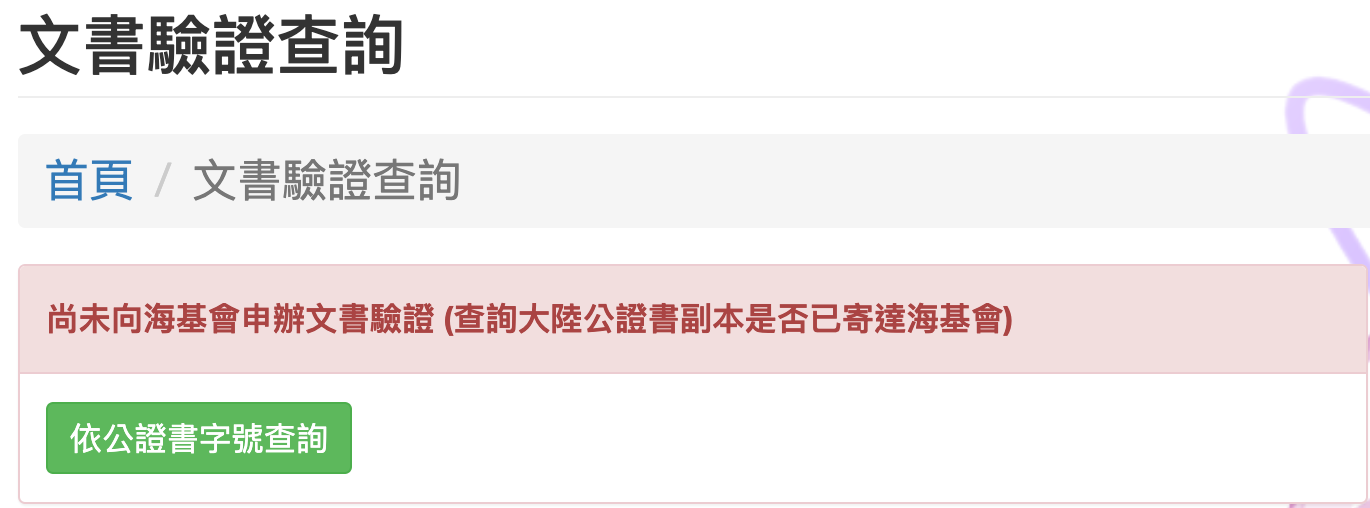 文書驗證查詢
首頁 / 文書驗證查詢
尚未向海基會申辦文書驗證 (查詢大陸公證書副本是否已寄達海基會)
依公證書字號查詢